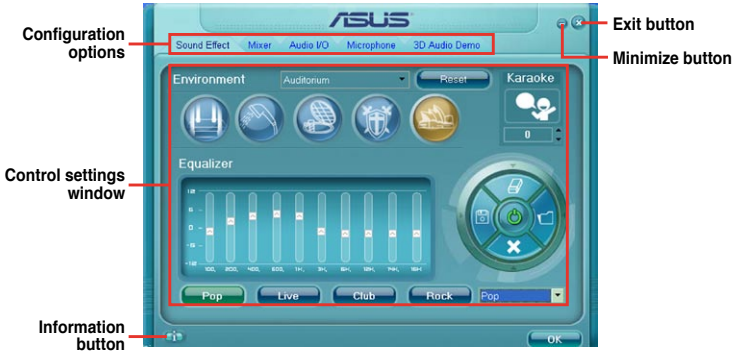 ASUS
Configuration
options
Exit button
Minimize button
Sound Effect Mixer Audio I/O Microphone 3D Audio Demo
Environment Auditorium Reset Karaoke
0
Control settings
window
Equalizer
Pop Live Club Rock Pop
Information
button
OK